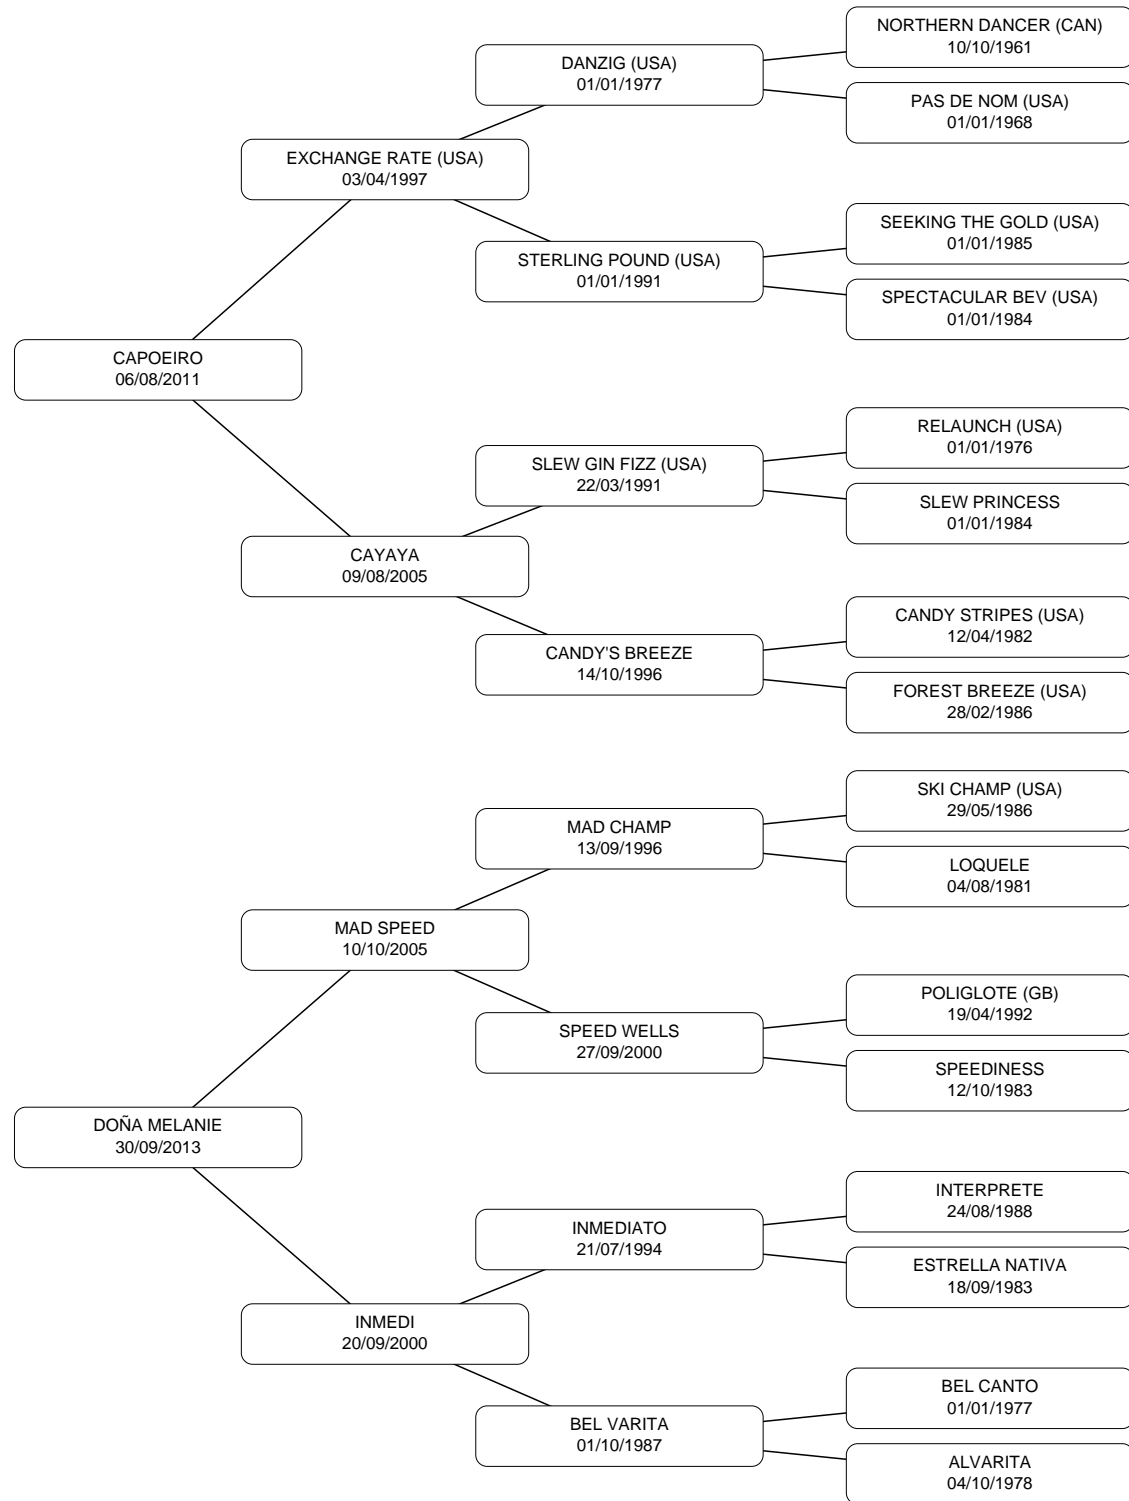 NORTHERN DANCER (CAN)
10/10/1961
DANZIG (USA)
01/01/1977
PAS DE NOM (USA)
01/01/1968
EXCHANGE RATE (USA)
03/04/1997
SEEKING THE GOLD (USA)
01/01/1985
STERLING POUND (USA)
01/01/1991
SPECTACULAR BEV (USA)
01/01/1984
CAPOEIRO
06/08/2011
RELAUNCH (USA)
01/01/1976
SLEW GIN FIZZ (USA)
22/03/1991
SLEW PRINCESS
01/01/1984
CAYAYA
09/08/2005
CANDY STRIPES (USA)
12/04/1982
CANDY'S BREEZE
14/10/1996
FOREST BREEZE (USA)
28/02/1986
SKI CHAMP (USA)
29/05/1986
MAD CHAMP
13/09/1996
LOQUELE
04/08/1981
MAD SPEED
10/10/2005
POLIGLOTE (GB)
19/04/1992
SPEED WELLS
27/09/2000
SPEEDINESS
12/10/1983
DOÑA MELANIE
30/09/2013
INTERPRETE
24/08/1988
INMEDIATO
21/07/1994
ESTRELLA NATIVA
18/09/1983
INMEDI
20/09/2000
BEL CANTO
01/01/1977
BEL VARITA
01/10/1987
ALVARITA
04/10/1978